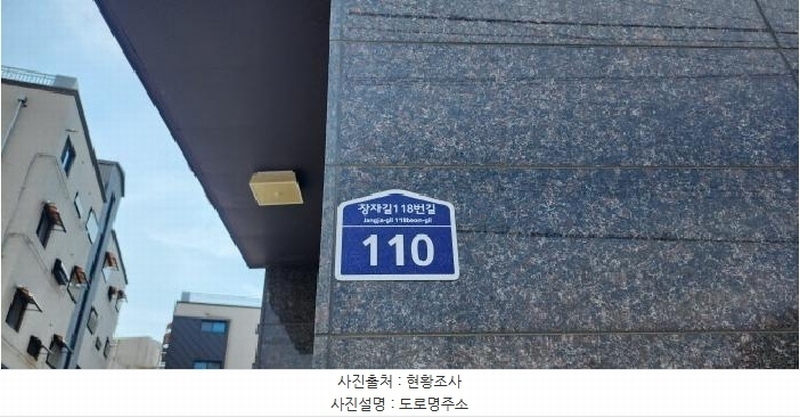 장자길118번길
Jangja-gil 118beon-gil
110
사진출처 : 현황조사
사진설명 : 도로명주소